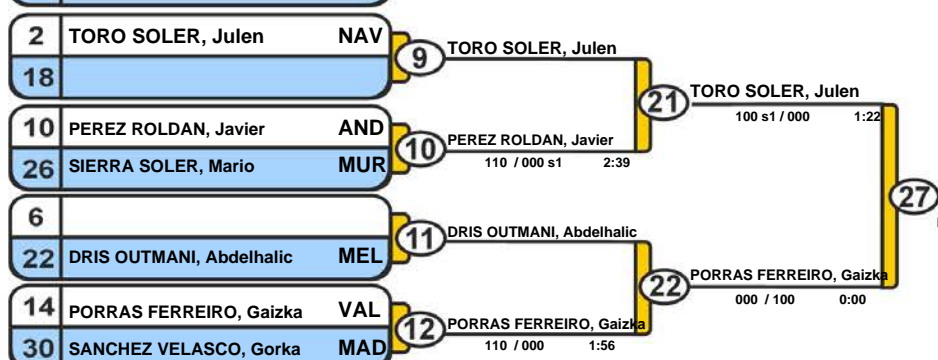 2 TORO SOLER, Julen NAV
18
9
TORO SOLER, Julen
10 PEREZ ROLDAN, Javier AND
26 SIERRA SOLER, Mario MUR
10
PEREZ ROLDAN, Javier
110 / 000 s1 2:39
21
TORO SOLER, Julen
100 s1 / 000 1:22
6
22 DRIS OUTMANI, Abdelhalic MEL
11
DRIS OUTMANI, Abdelhalic
14 PORRAS FERREIRO, Gaizka VAL
30 SANCHEZ VELASCO, Gorka MAD
12
PORRAS FERREIRO, Gaizka
110 / 000 1:56
22
PORRAS FERREIRO, Gaizka
000 / 100 0:00
27